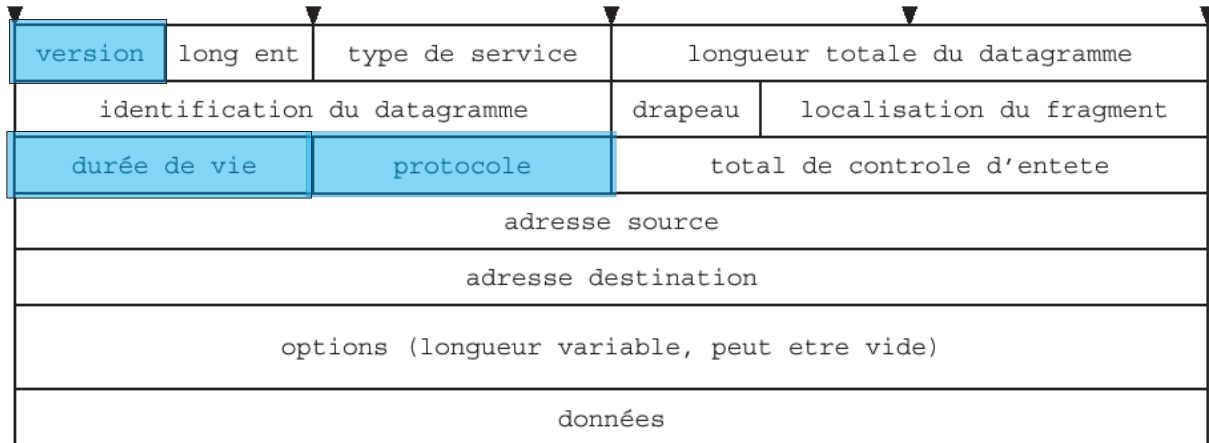 version long ent type de service longueur totale du datagramme
identification du datagramme drapeau localisation du fragment
durée de vie protocole total de controle d'entete
adresse source
adresse destination
options (longueur variable, peut etre vide)
données